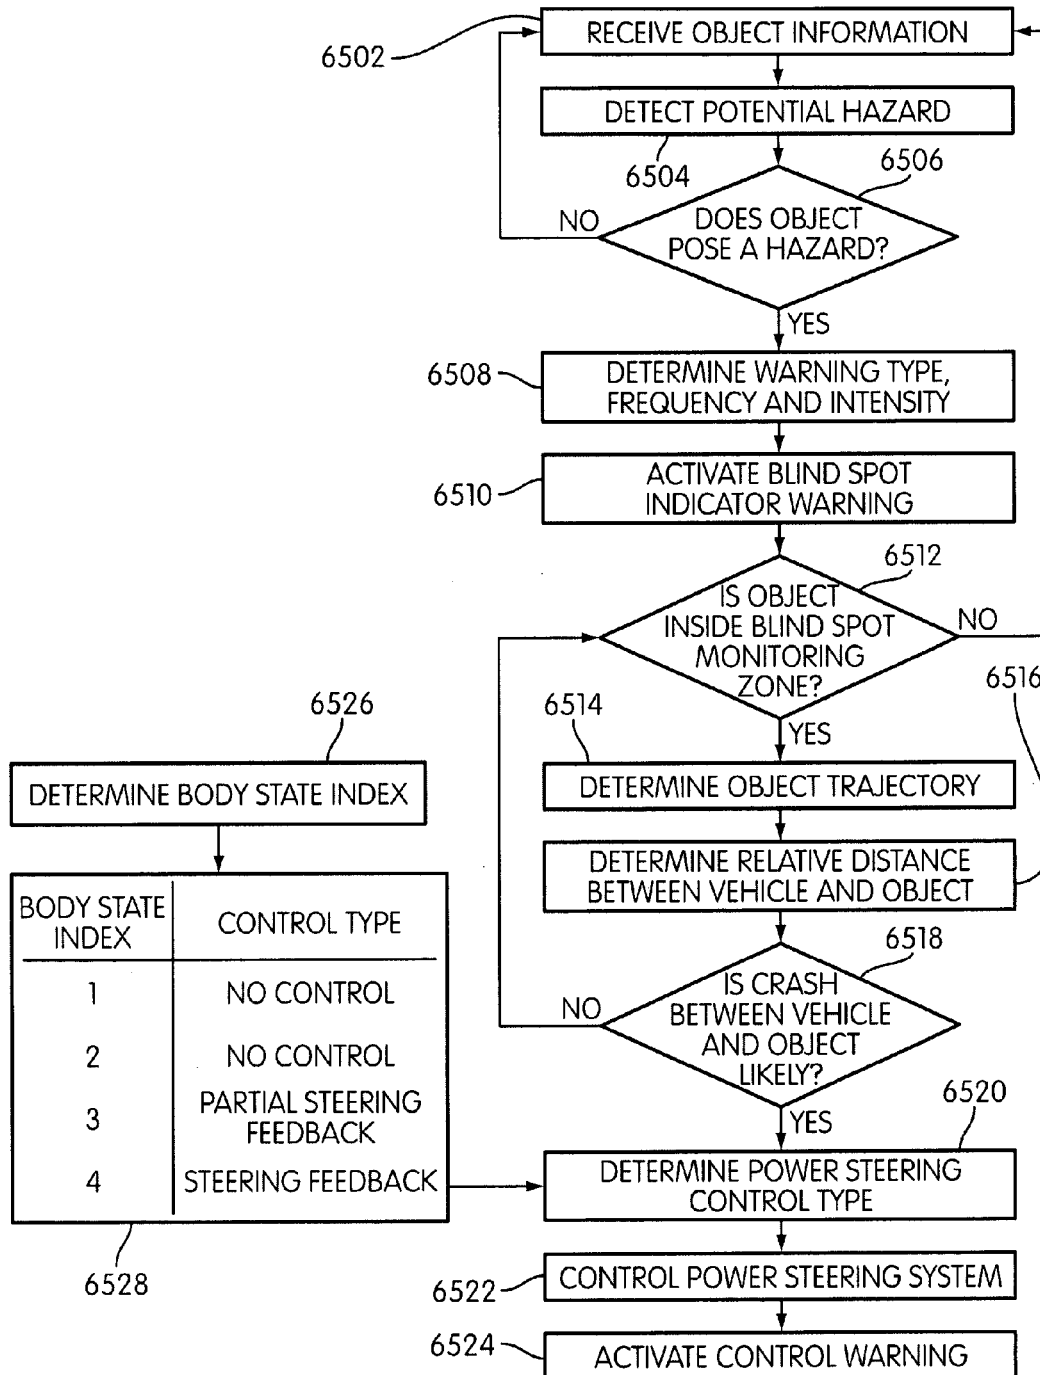 6502
RECEIVE OBJECT INFORMATION
DETECT POTENTIAL HAZARD
6504
6506
DOES OBJECT
POSE A HAZARD?
NO
YES
6508
DETERMINE WARNING TYPE,
FREQUENCY AND INTENSITY
6510
ACTIVATE BLIND SPOT
INDICATOR WARNING
6512
IS OBJECT
INSIDE BLIND SPOT
MONITORING
ZONE?
NO
YES
6514
6516
DETERMINE OBJECT TRAJECTORY
DETERMINE RELATIVE DISTANCE
BETWEEN VEHICLE AND OBJECT
6518
IS CRASH
BETWEEN VEHICLE
AND OBJECT
LIKELY?
NO
YES
6520
DETERMINE POWER STEERING
CONTROL TYPE
6522
CONTROL POWER STEERING SYSTEM
6524
ACTIVATE CONTROL WARNING
6526
DETERMINE BODY STATE INDEX
BODY STATE
INDEX
CONTROL TYPE
1 NO CONTROL
2 NO CONTROL
3 PARTIAL STEERING
FEEDBACK
4 STEERING FEEDBACK
6528